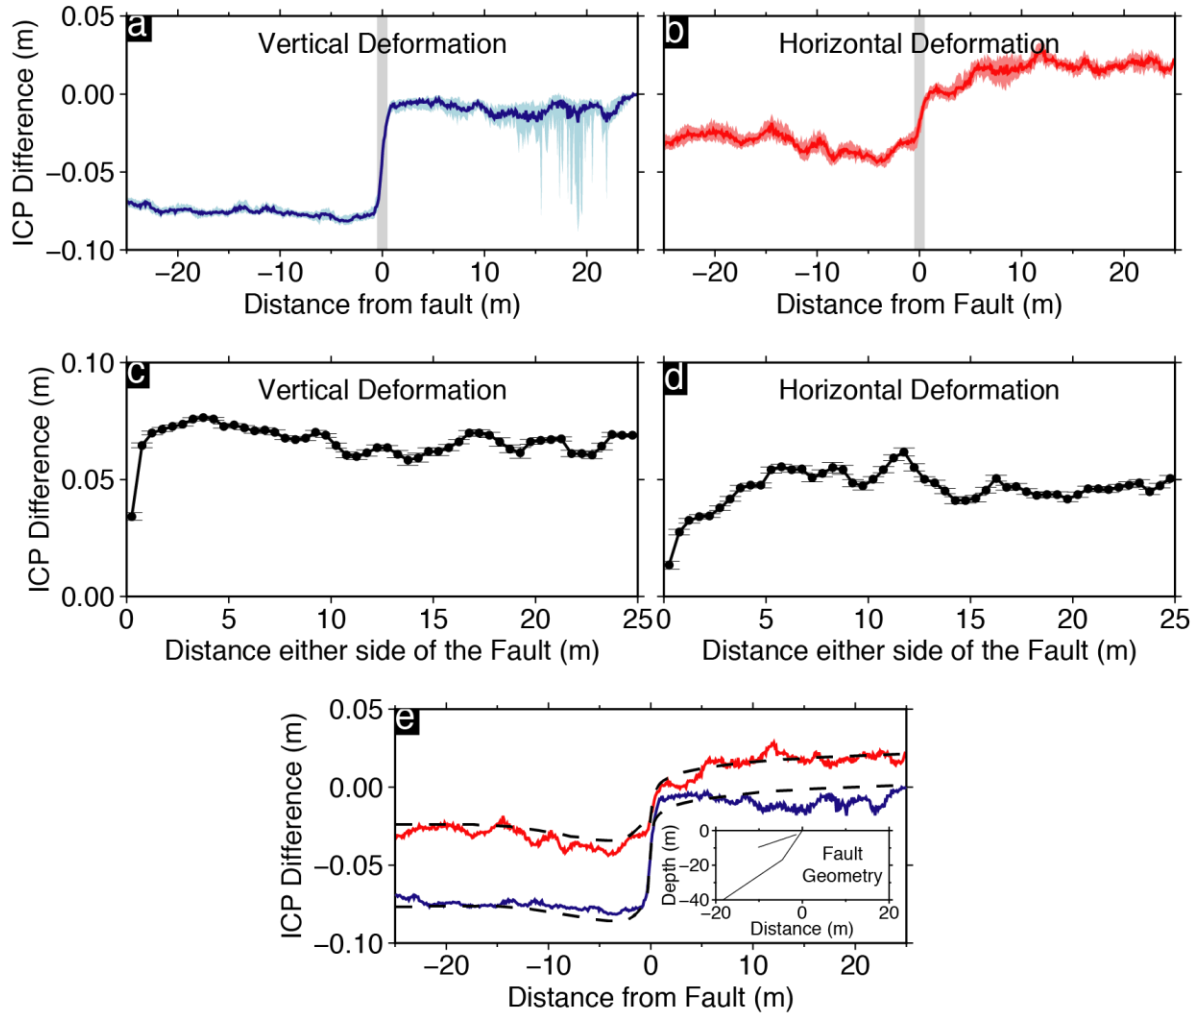 a
Vertical Deformation
b
Horizontal Deformation
ICP Difference (m)
0.05
0.00
−0.05
−0.10
−20
−10
0
10
20
−20
−10
0
10
20
Distance from fault (m)
Distance from Fault (m)
c
Vertical Deformation
d
Horizontal Deformation
ICP Difference (m)
0.10
0.05
0.00
0
5
10
15
20
25
0
5
10
15
20
25
Distance either side of the Fault (m)
Distance either side of the Fault (m)
e
ICP Difference (m)
0.05
0.00
−0.05
−0.10
−20
−10
0
10
20
Distance from Fault (m)
Depth (m)
0
−20
−40
Fault
Geometry
−20
0
20
Distance (m)